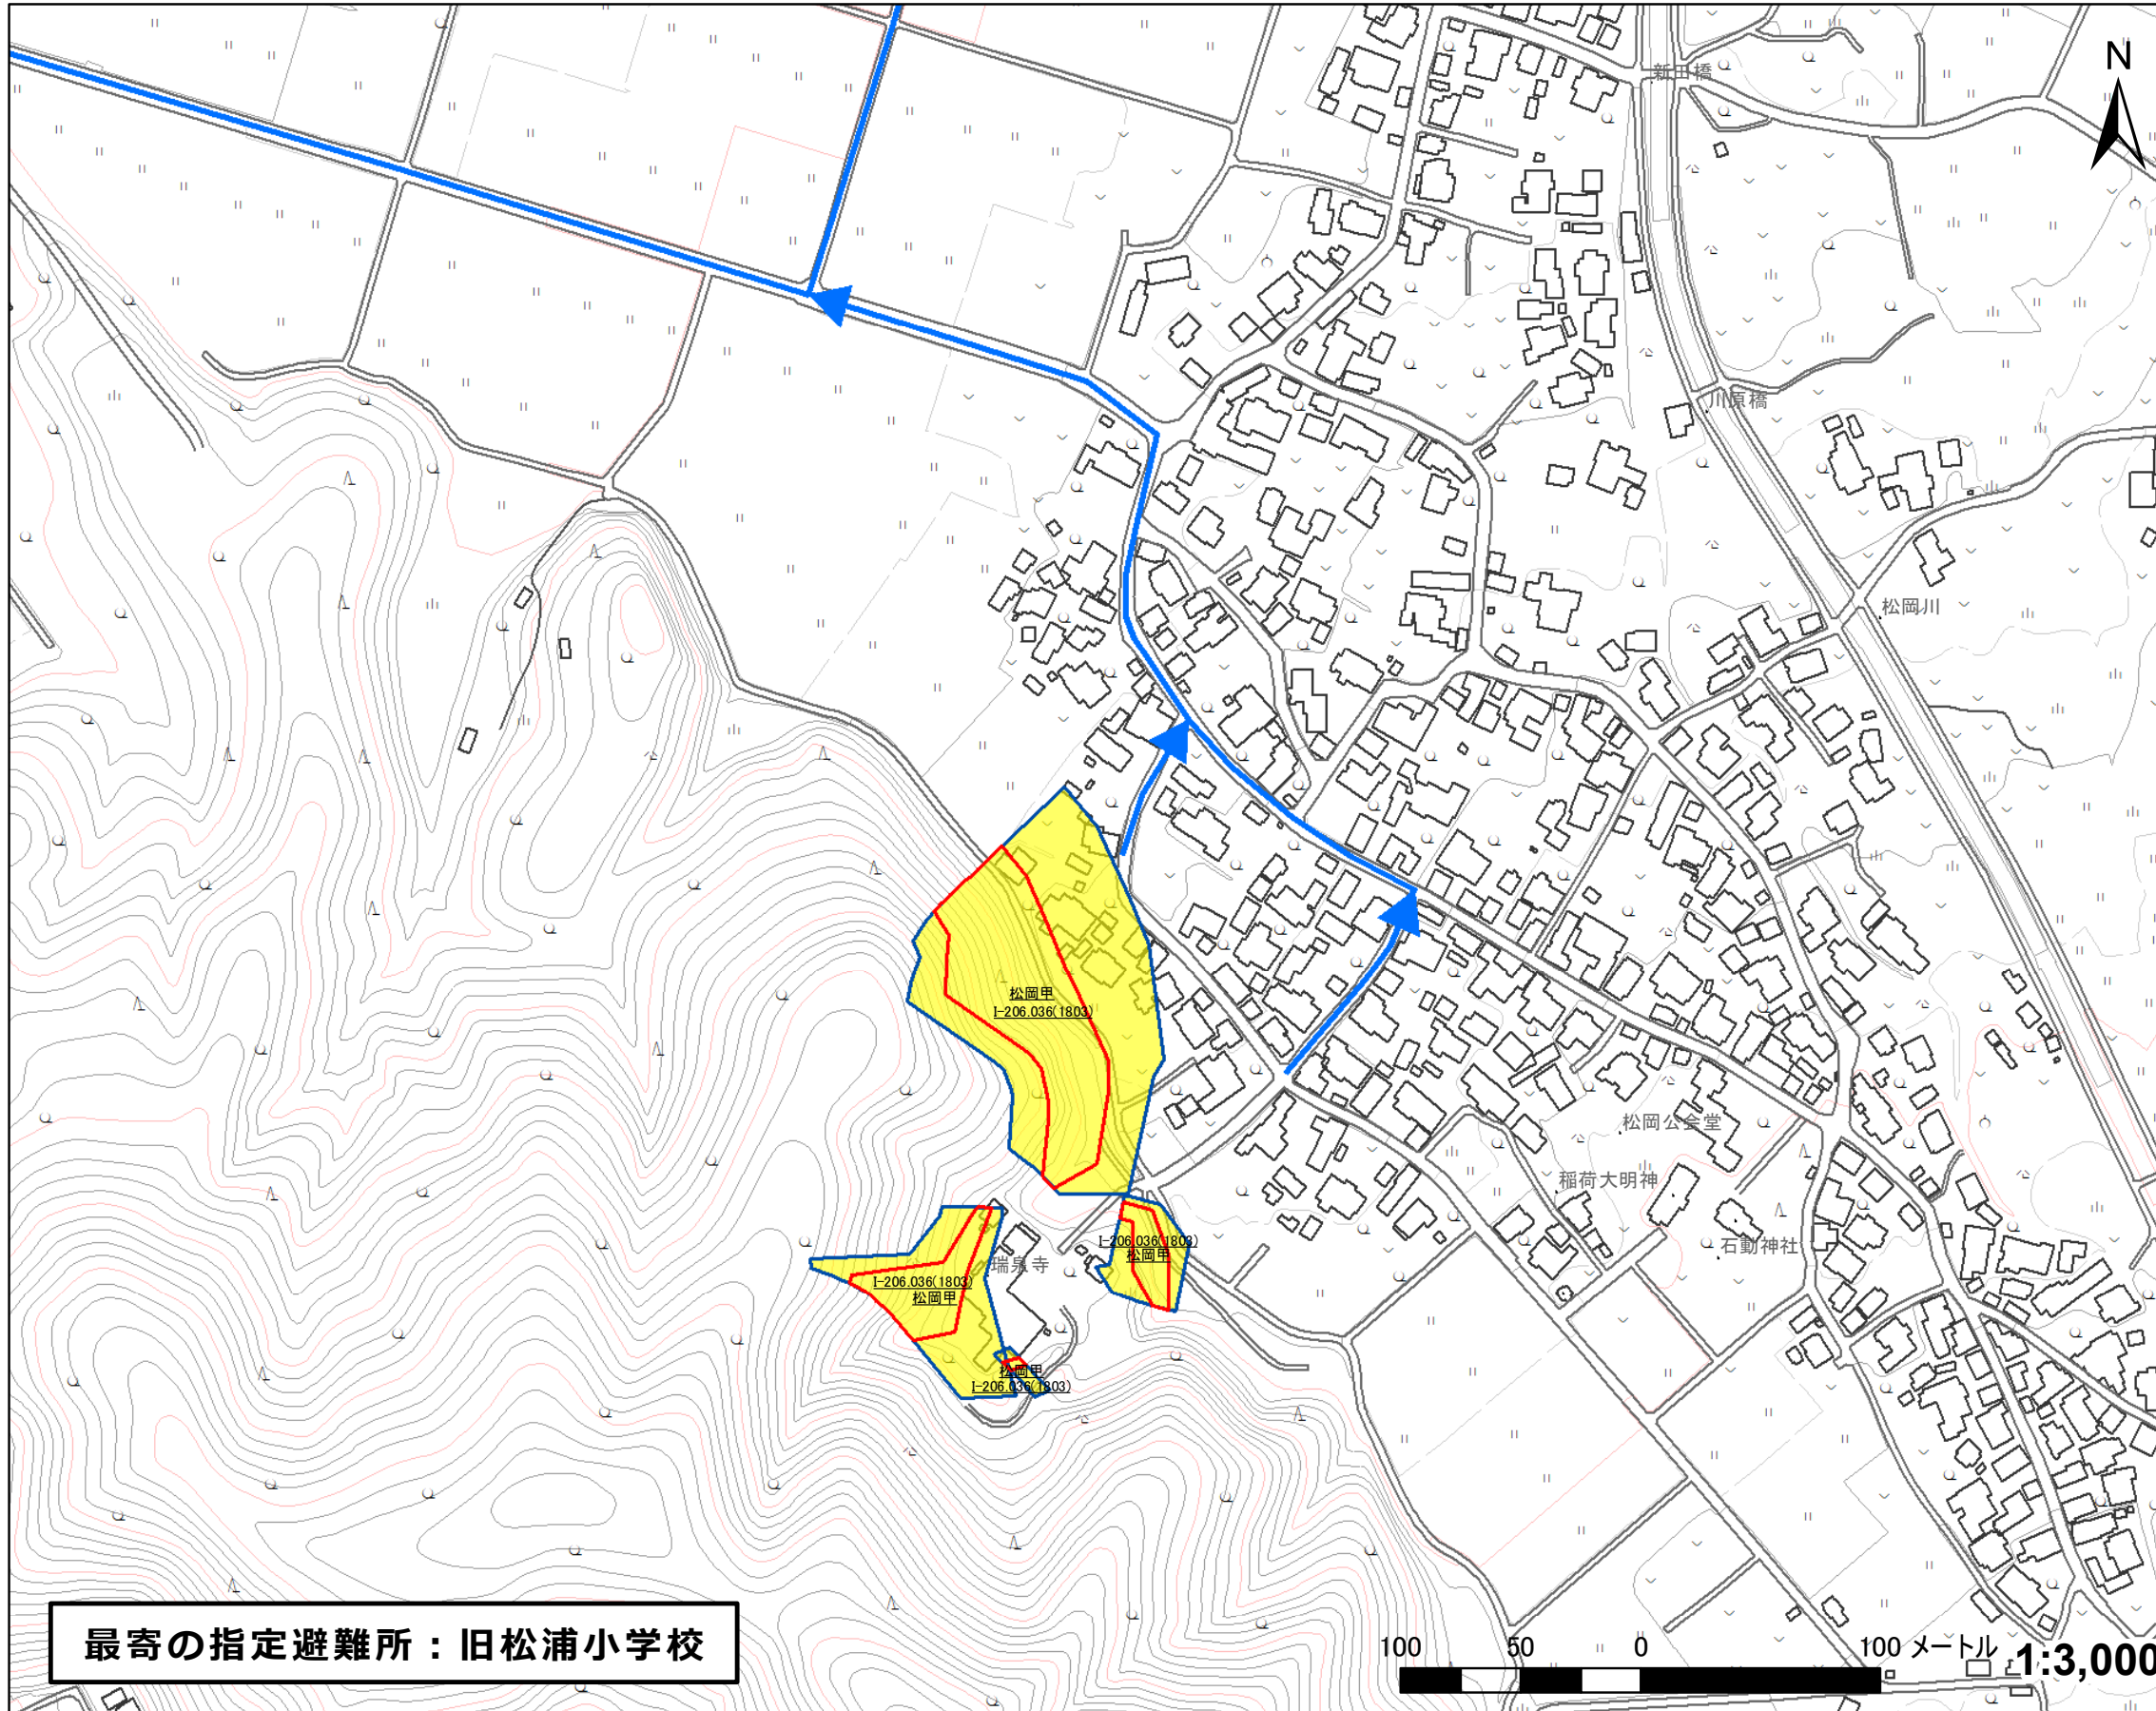 N
新田橋
川原橋
松岡川
松岡甲
I-206.036(1803)
松岡公会堂
稲荷大明神
石動神社
I-206.036(1803)
松岡甲
瑞泉寺
I-206.036(1803)
松岡甲
松岡甲
I-206.036(1803)
最寄の指定避難所：旧松浦小学校
100 50 0 100 メートル
1:3,000